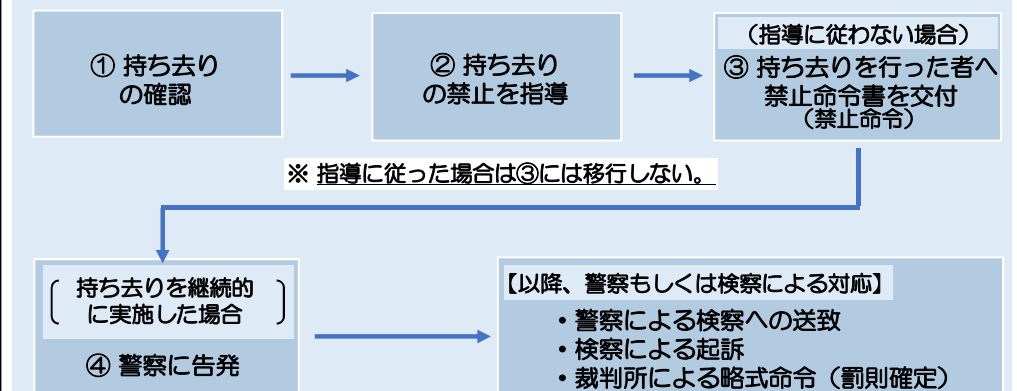 ① 持ち去り
の確認
② 持ち去り
の禁止を指導
（指導に従わない場合）
③ 持ち去りを行った者へ
禁止命令書を交付
（禁止命令）
※ 指導に従った場合は③には移行しない。
持ち去りを継続的
に実施した場合
④ 警察に告発
【以降、警察もしくは検察による対応】
・警察による検察への送致
・検察による起訴
・裁判所による略式命令（罰則確定）